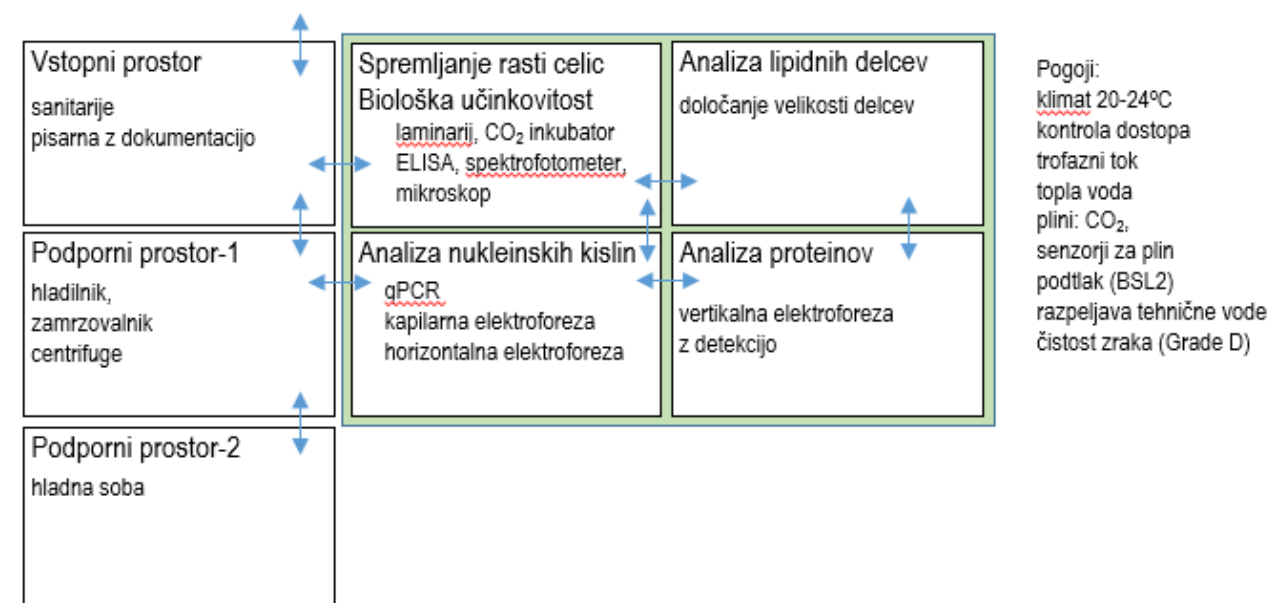 Vstopni prostor
sanitarije
pisarna z dokumentacijo
Spremljanje rasti celic
Biološka učinkovitost
laminarij, CO₂ inkubator
ELISA, spektrofotometer,
mikroskop
Analiza lipidnih delcev
določanje velikosti delcev
Podporni prostor-1
hladilnik,
zamrzovalnik
centrifuge
Analiza nukleinskih kislin
qPCR
kapilarna elektroforeza
horizontalna elektroforeza
Analiza proteinov
vertikalna elektroforeza
z detekcijo
Podporni prostor-2
hladna soba
Pogoji:
klimat 20-24ºC
kontrola dostopa
trofazni tok
topla voda
plini: CO₂,
senzorji za plin
podtlak (BSL2)
razpeljava tehnične vode
čistost zraka (Grade D)